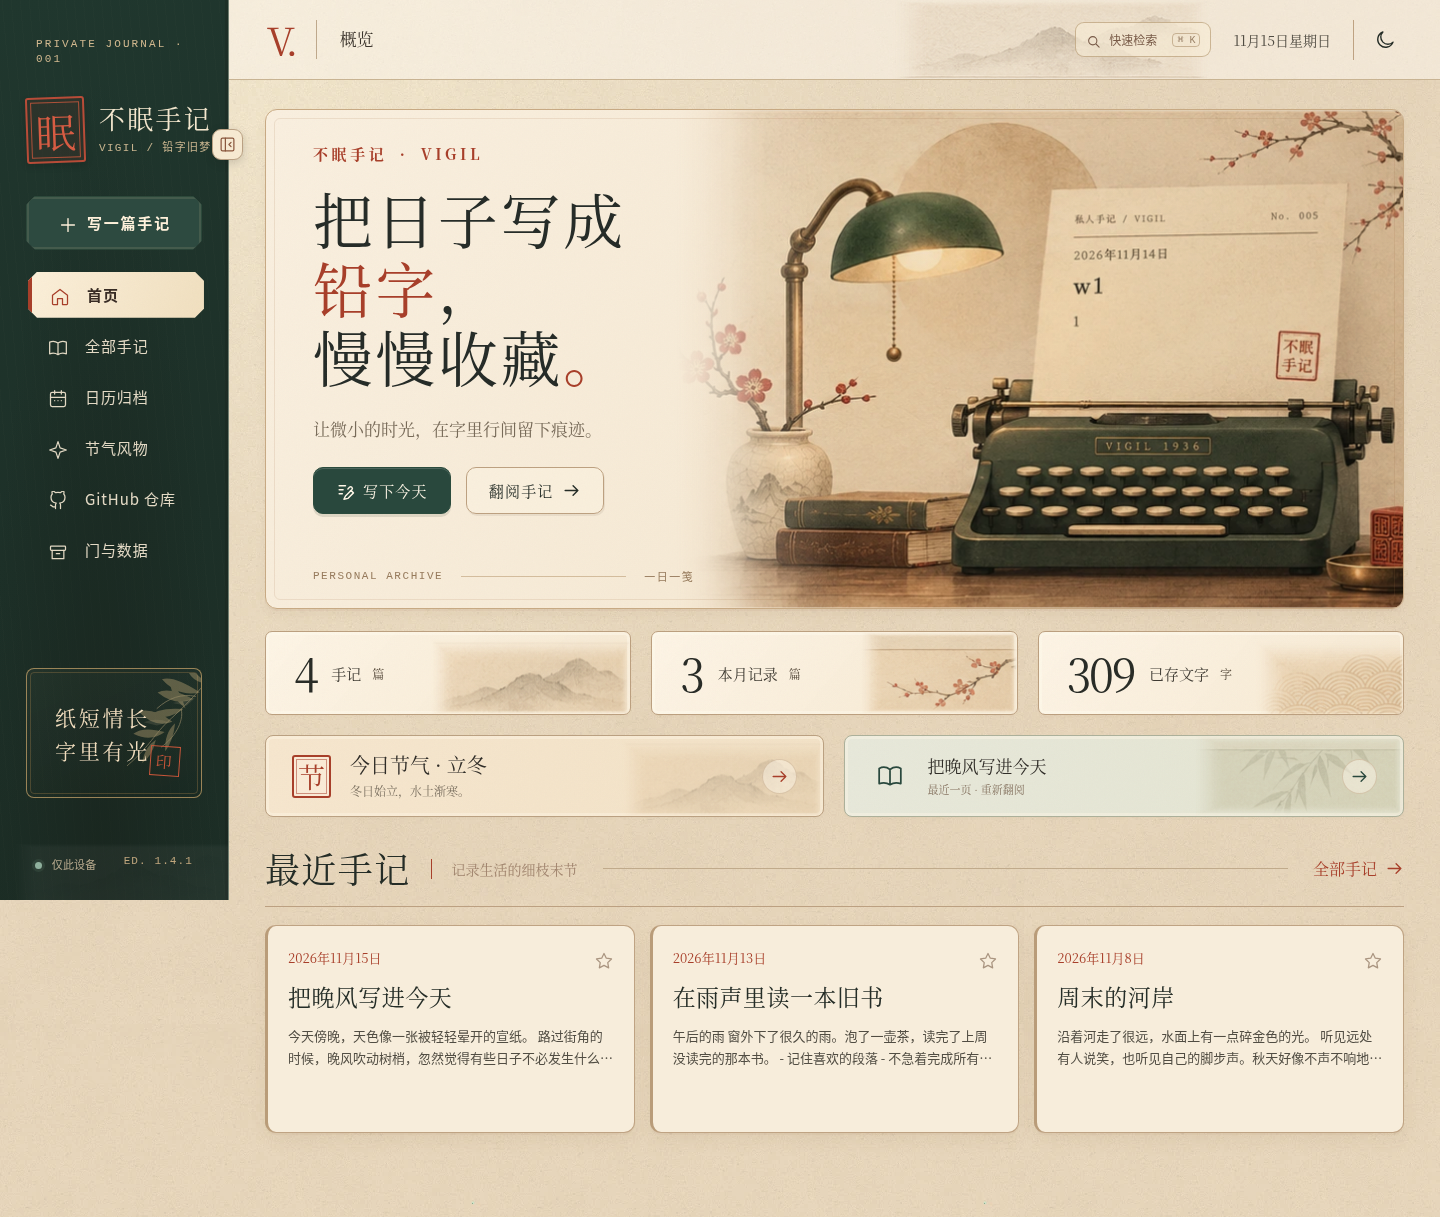 PRIVATE JOURNAL ·
001
眠
不眠手记
VIGIL / 铅字旧梦
写一篇手记
首页
全部手记
日历归档
节气风物
GitHub 仓库
门与数据
纸短情长
字里有光
印
仅此设备
ED. 1.4.1
V.
概览
快速检索
⌘ K
11月15日星期日
不眠手记 · VIGIL
把日子写成
铅字，
慢慢收藏。
让微小的时光，在字里行间留下痕迹。
写下今天
翻阅手记
PERSONAL ARCHIVE
一日一笺
私人手记 / VIGIL
No. 005
2026年11月14日
w1
1
不眠
手记
VIGIL 1936
4 手记 篇
3 本月记录 篇
309 已存文字 字
节
今日节气 · 立冬
冬日始立，水土渐寒。
把晚风写进今天
最近一页 · 重新翻阅
最近手记
记录生活的细枝末节
全部手记
2026年11月15日
把晚风写进今天
今天傍晚，天色像一张被轻轻晕开的宣纸。 路过街角的
时候，晚风吹动树梢，忽然觉得有些日子不必发生什么…
2026年11月13日
在雨声里读一本旧书
午后的雨 窗外下了很久的雨。泡了一壶茶，读完了上周
没读完的那本书。 - 记住喜欢的段落 - 不急着完成所有…
2026年11月8日
周末的河岸
沿着河走了很远，水面上有一点碎金色的光。 听见远处
有人说笑，也听见自己的脚步声。秋天好像不声不响地…